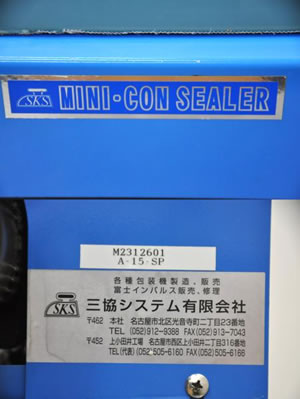 SKS MINI-CON SEALER
M2312601
A-15-SP
各種包装機製造、販売
富士インパルス販売、修理
SKS 三協システム有限会社
〒462 本社 名古屋市北区光音寺町二丁目23番地
TEL(052)912-9388 FAX(052)913-7043
〒452 上小田井工場 名古屋市西区上小田井二丁目316番地
TEL(代表)(052)505-6160 FAX(052)505-6166